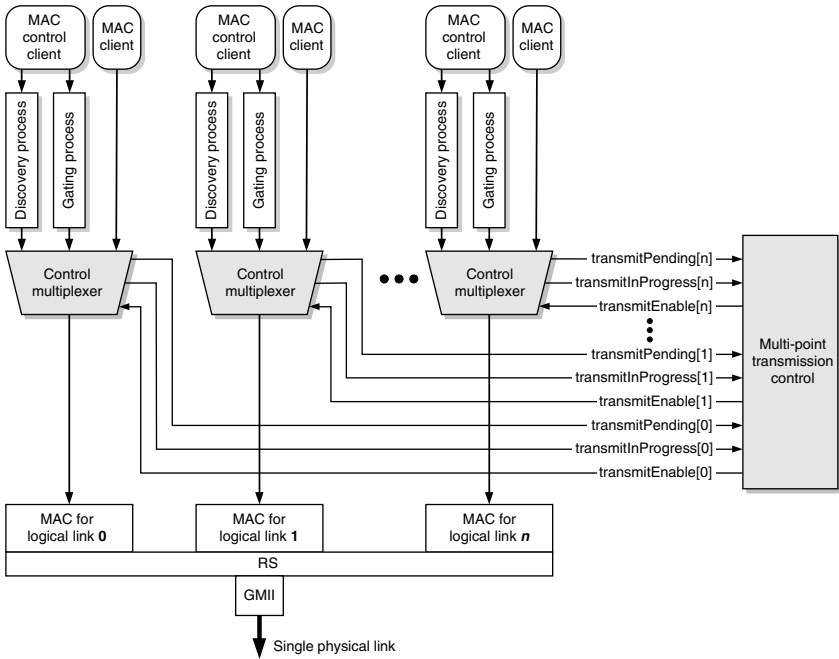 MAC
control
client
MAC
client
MAC
control
client
MAC
client
MAC
control
client
MAC
client
Discovery process
Gating process
Discovery process
Gating process
Discovery process
Gating process
Control
multiplexer
Control
multiplexer
Control
multiplexer
transmitPending[n]
transmitInProgress[n]
transmitEnable[n]
transmitPending[1]
transmitInProgress[1]
transmitEnable[1]
transmitPending[0]
transmitInProgress[0]
transmitEnable[0]
Multi-point
transmission
control
MAC for
logical link 0
MAC for
logical link 1
MAC for
logical link n
RS
GMII
Single physical link